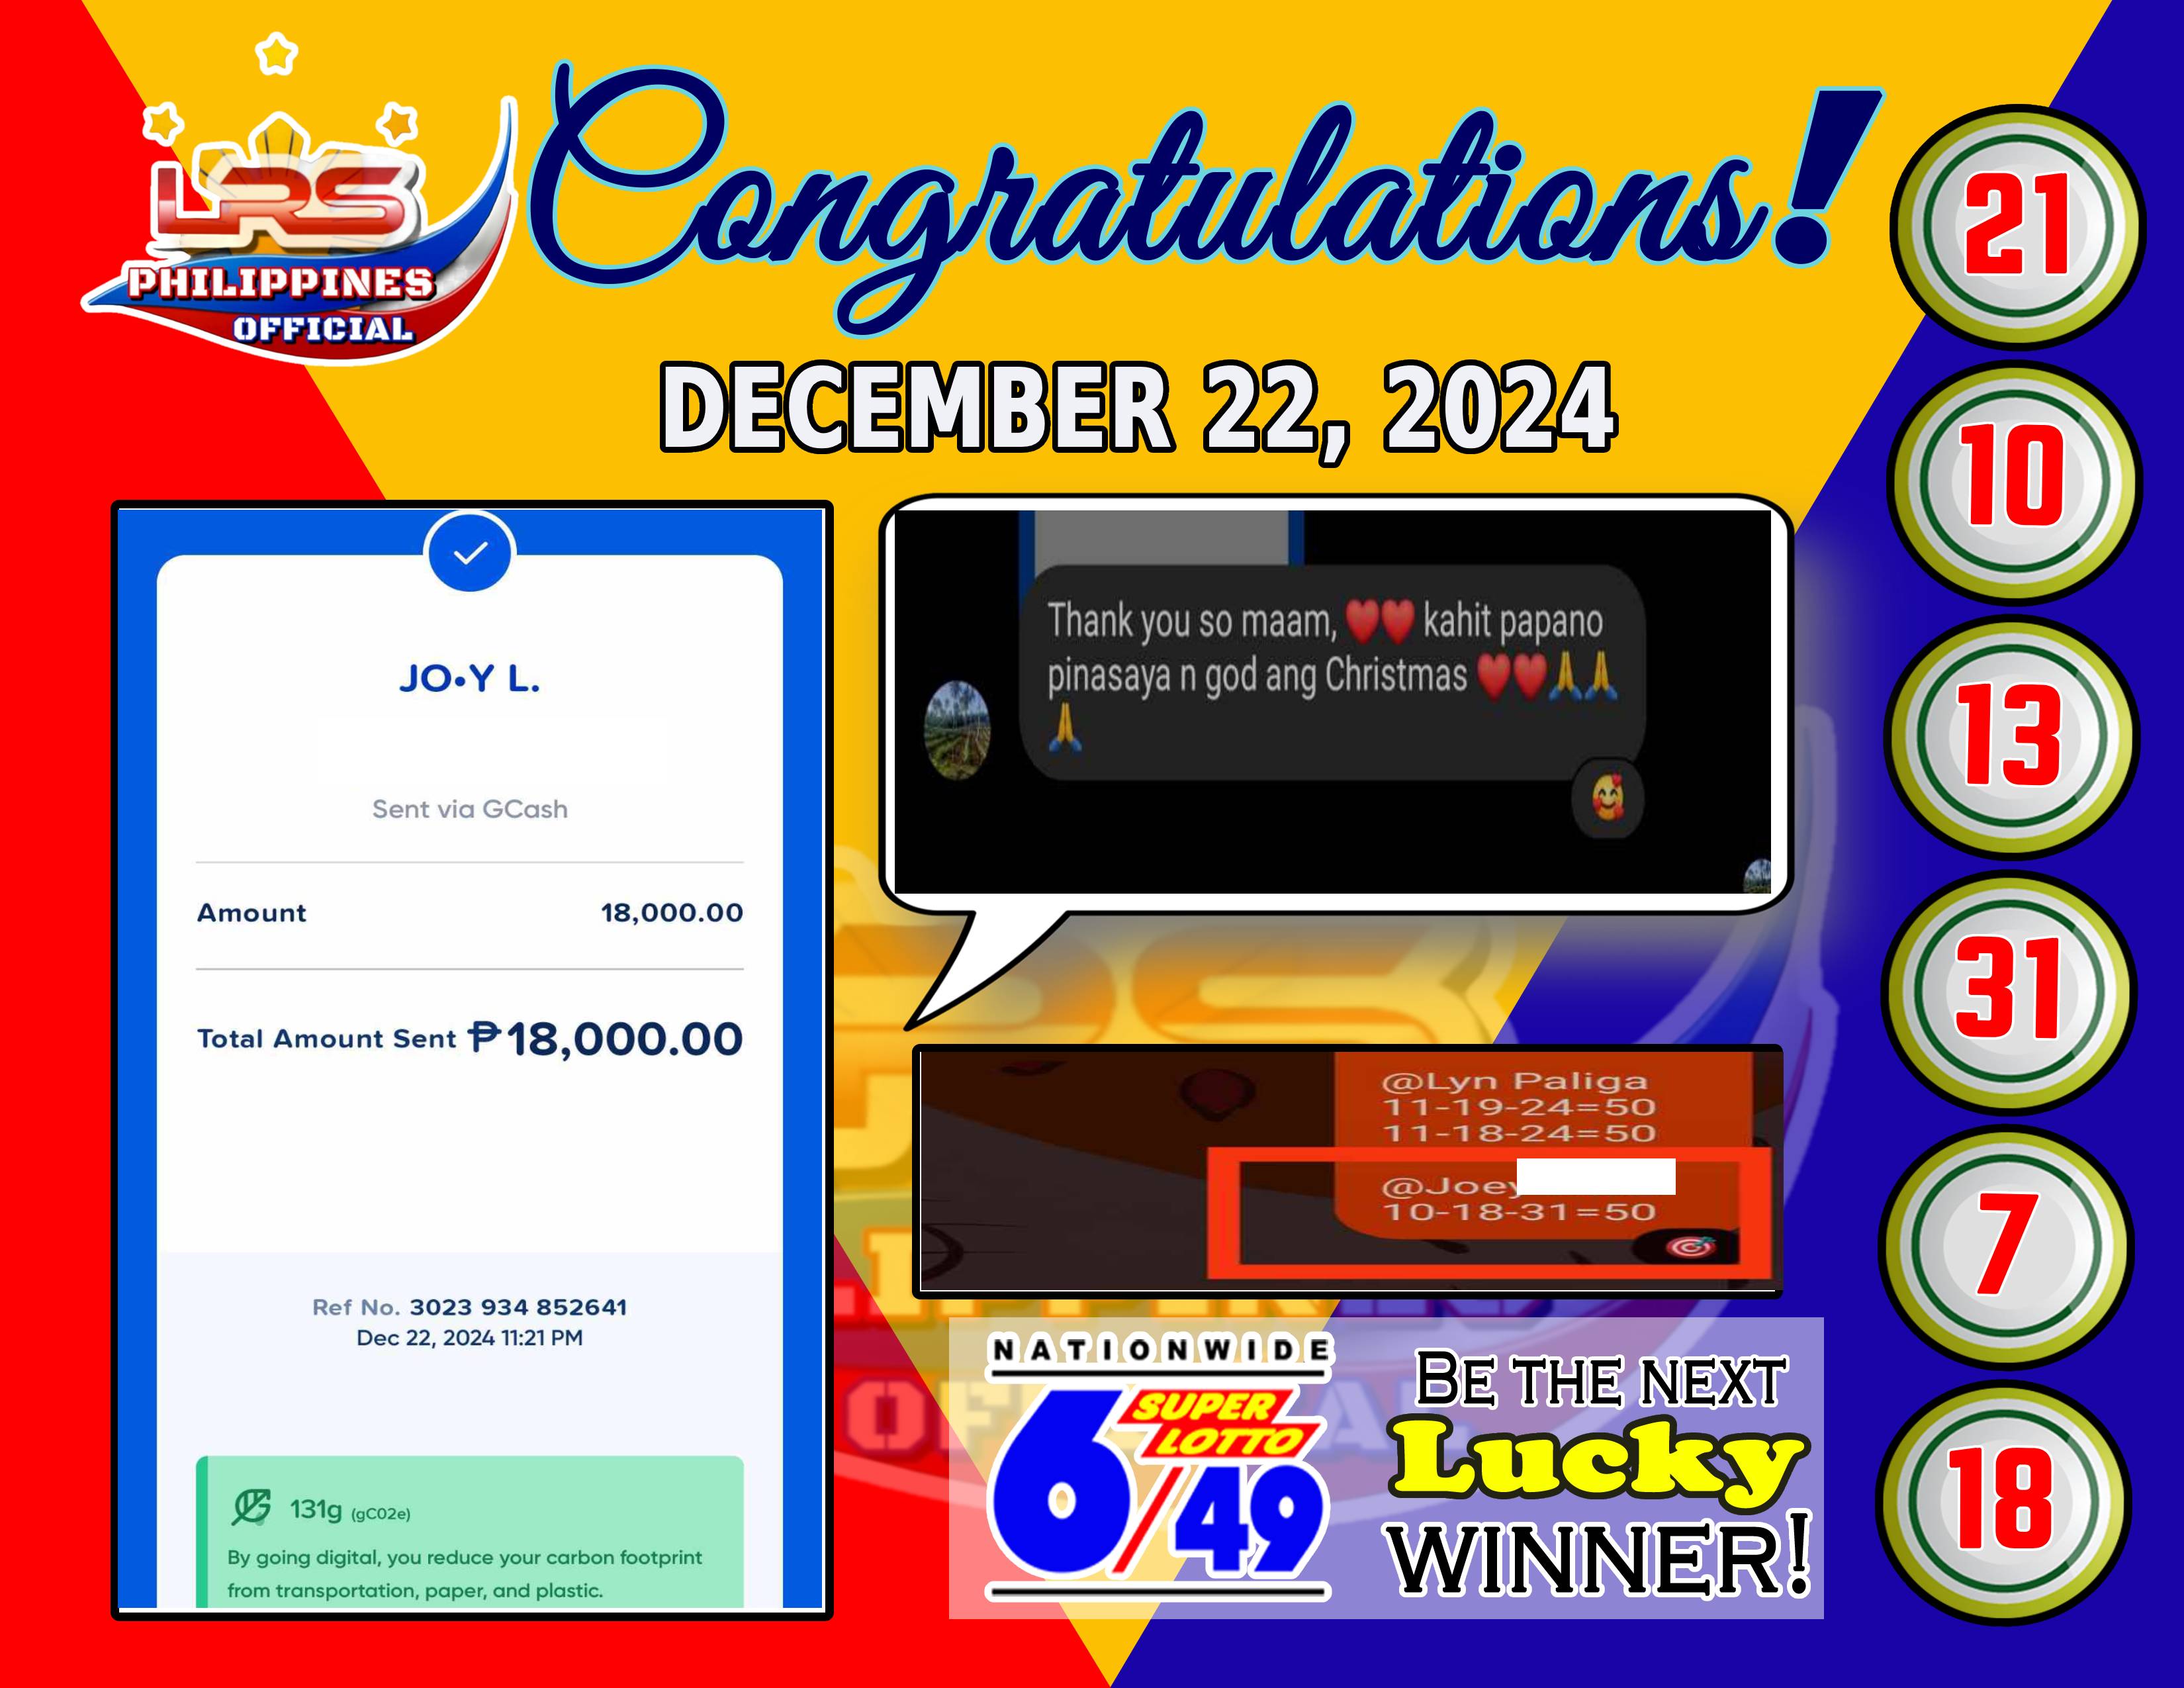 LRS
PHILIPPINES
OFFICIAL
Congratulations!
DECEMBER 22, 2024
JO•Y L.
Sent via GCash
Amount 18,000.00
Total Amount Sent ₱18,000.00
Ref No. 3023 934 852641
Dec 22, 2024 11:21 PM
131g (gC02e)
By going digital, you reduce your carbon footprint
from transportation, paper, and plastic.
Thank you so maam, ❤️❤️ kahit papano
pinasaya n god ang Christmas ❤️❤️🙏🙏
🙏
@Lyn Paliga
11-19-24=50
11-18-24=50
@Joey
10-18-31=50
NATIONWIDE
SUPER
LOTTO
6/49
BE THE NEXT
Lucky
WINNER!
21
10
13
31
7
18